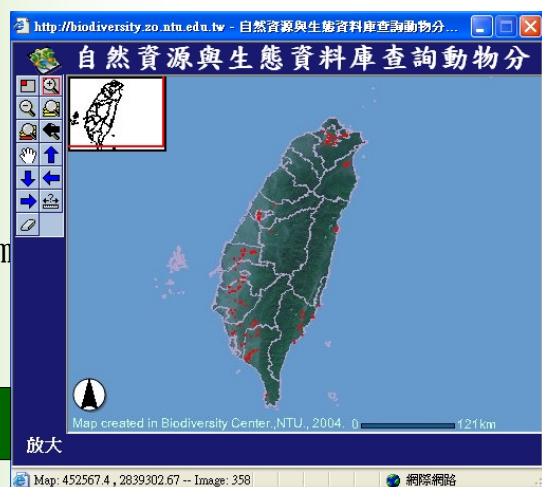 http://biodiversity.zo.ntu.edu.tw - 自然資源與生態資料庫查詢動物分...
自然資源與生態資料庫查詢動物分
m
Map created in Biodiversity Center.,NTU., 2004. 0 121km
放大
Map: 452567.4 , 2839302.67 -- Image: 358
網際網路